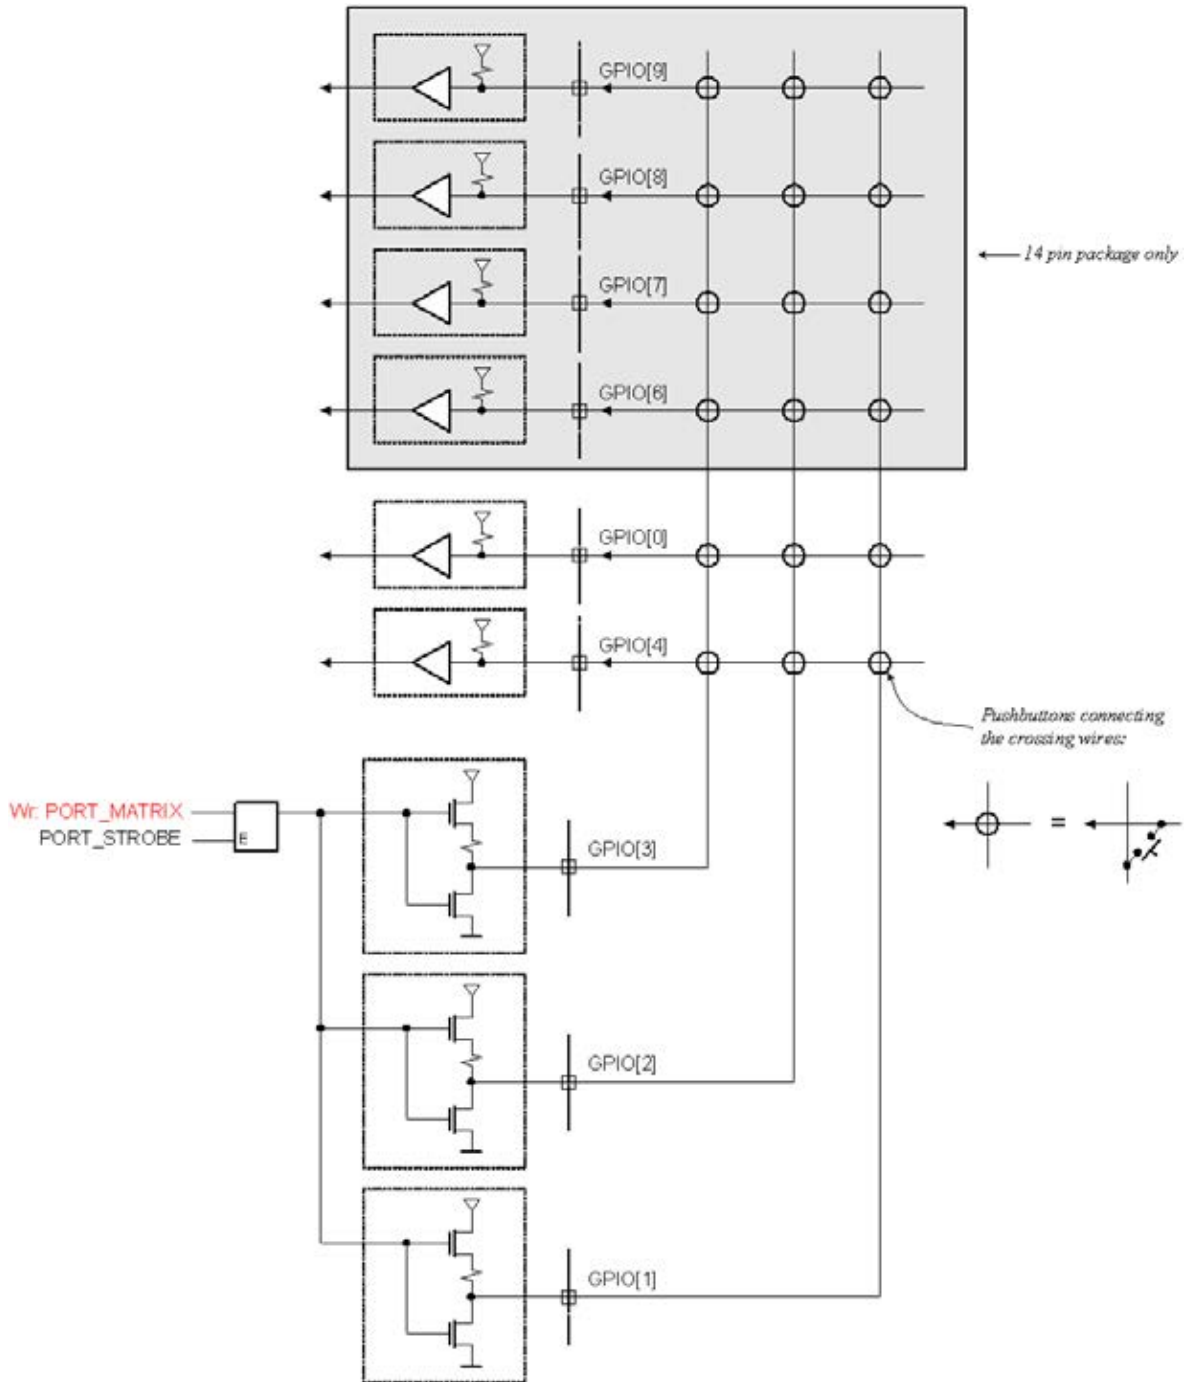 GPIO[9]
GPIO[8]
14 pin package only
GPIO[7]
GPIO[6]
GPIO[0]
GPIO[4]
Pushbuttons connecting
the crossing wires:
Wr. PORT_MATRIX
PORT_STROBE
E
GPIO[3]
=
GPIO[2]
GPIO[1]